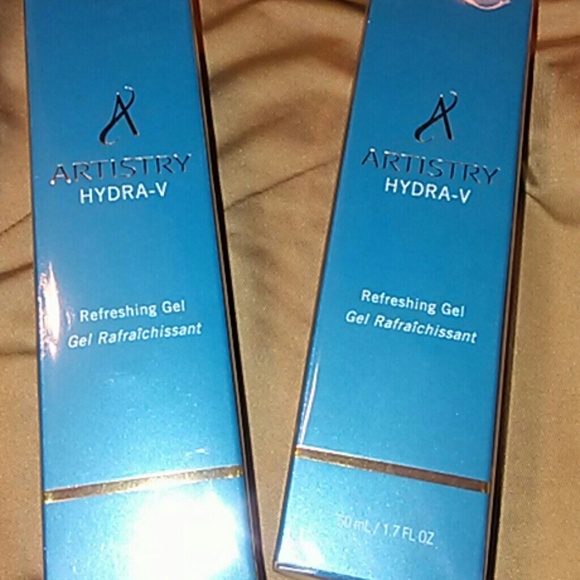 A
ARTISTRY
HYDRA-V
Refreshing Gel
Gel Rafraîchissant
A
ARTISTRY
HYDRA-V
Refreshing Gel
Gel Rafraîchissant
50 mL / 1.7 FL OZ